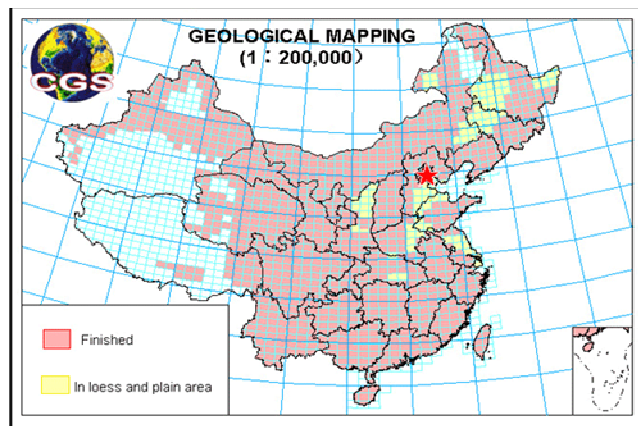 GEOLOGICAL MAPPING
(1：200,000）
CGS
Finished
In loess and plain area